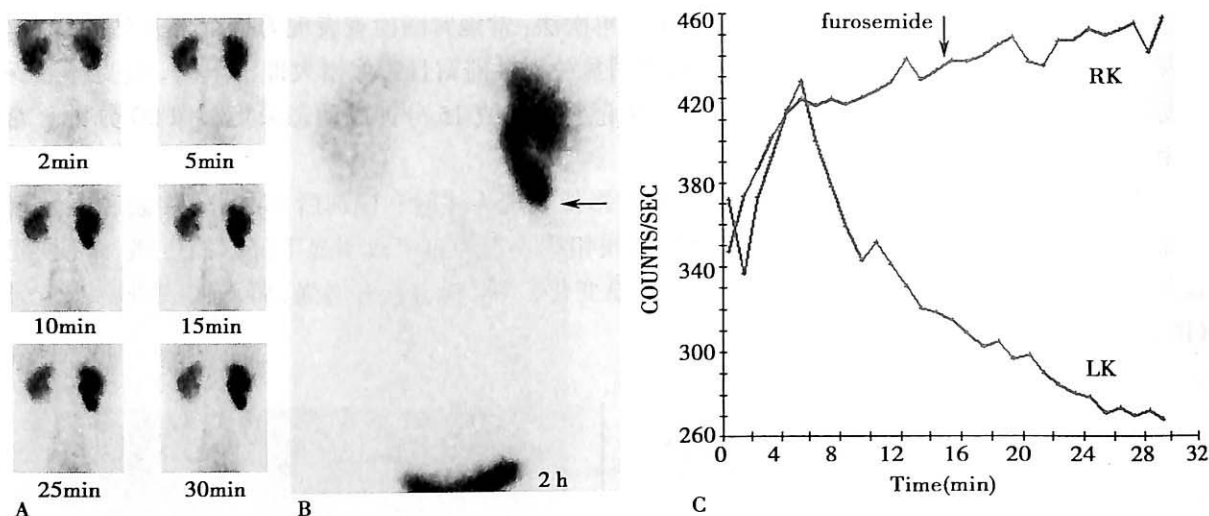 2min
5min
10min
15min
25min
30min
A
2 h
B
460
420
380
340
300
260
COUNTS/SEC
furosemide
RK
LK
0
4
8
12
16
20
24
28
32
Time(min)
C